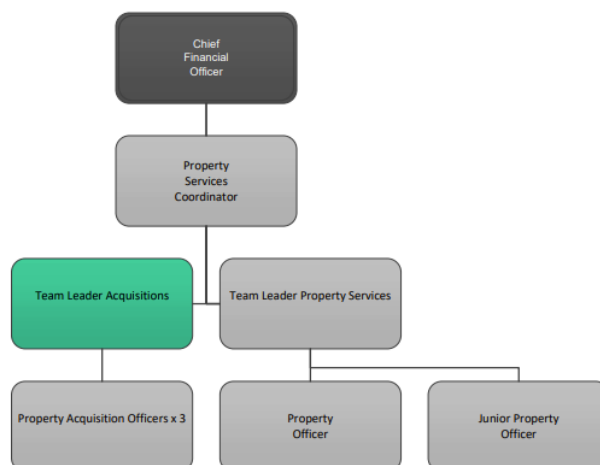 Chief
Financial
Officer
Property
Services
Coordinator
Team Leader Acquisitions
Team Leader Property Services
Property Acquisition Officers x 3
Property
Officer
Junior Property
Officer